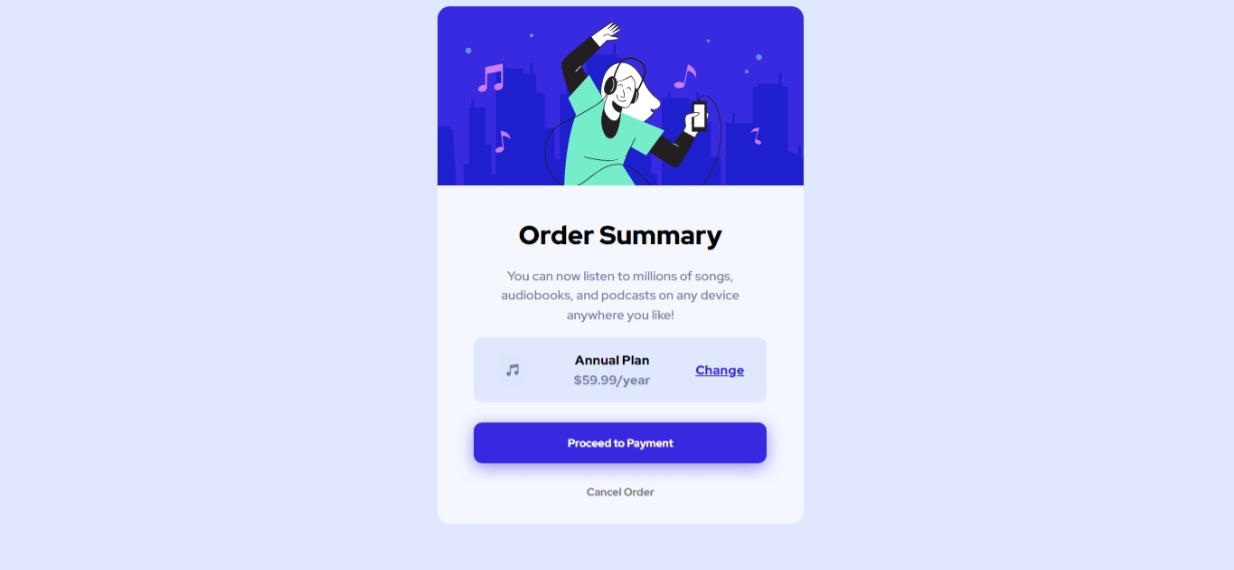 Order Summary
You can now listen to millions of songs,
audiobooks, and podcasts on any device
anywhere you like!
Annual Plan
$59.99/year
Change
Proceed to Payment
Cancel Order